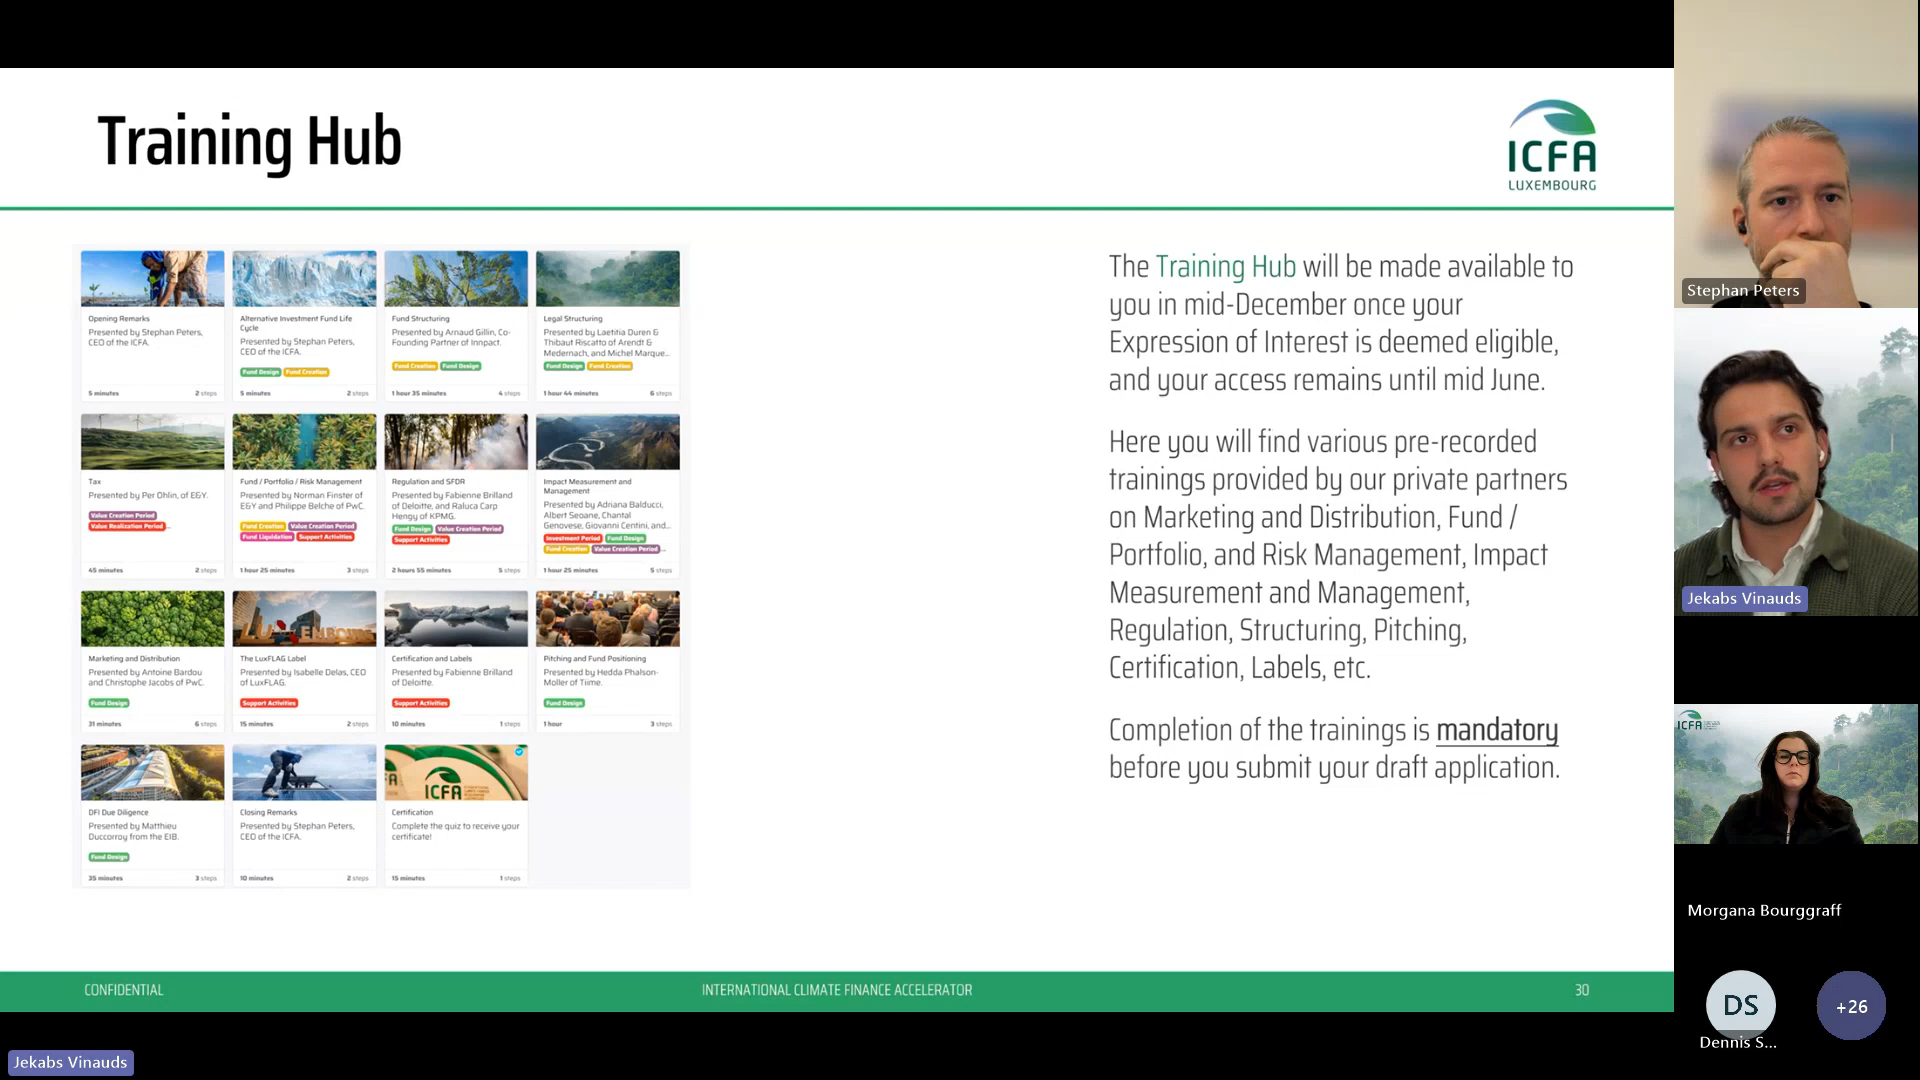 Training Hub
ICFA
LUXEMBOURG
Opening Remarks
Presented by Stephan Peters,
CEO of the ICFA.
5 minutes
2 steps
Alternative Investment Fund Life
Cycle
Presented by Stephan Peters,
CEO of the ICFA.
Fund Design
Fund Creation
5 minutes
2 steps
Fund Structuring
Presented by Arnaud Gillin, Co-
Founding Partner of Innpact.
Fund Creation
Fund Design
1 hour 35 minutes
4 steps
Legal Structuring
Presented by Laetitia Duren &
Thibaut Riscatto of Arendt &
Medernach, and Michel Marque...
Fund Design
Fund Creation
1 hour 44 minutes
6 steps
Tax
Presented by Per Ohlin, of E&Y.
Value Creation Period
Value Realization Period ...
45 minutes
2 steps
Fund / Portfolio / Risk Management
Presented by Norman Finster of
E&Y and Philippe Belche of PwC.
Fund Creation
Value Creation Period
Fund Liquidation
Support Activities
1 hour 25 minutes
3 steps
Regulation and SFDR
Presented by Fabienne Brilland
of Deloitte, and Raluca Carp
Hengy of KPMG.
Fund Design
Value Creation Period
Support Activities
2 hours 55 minutes
5 steps
Impact Measurement and
Management
Presented by Adriana Balducci,
Albert Seoane, Chantal
Genovese, Giovanni Centini, and...
Investment Period
Fund Design
Fund Creation
Value Creation Period ...
1 hour 25 minutes
5 steps
Marketing and Distribution
Presented by Antoine Bardou
and Christophe Jacobs of PwC.
Fund Design
31 minutes
6 steps
The LuxFLAG Label
Presented by Isabelle Delas, CEO
of LuxFLAG.
Support Activities
15 minutes
2 steps
Certification and Labels
Presented by Fabienne Brilland
of Deloitte.
Support Activities
10 minutes
1 steps
Pitching and Fund Positioning
Presented by Hedda Phalson-
Moller of Tiime.
Fund Design
1 hour
3 steps
DFI Due Diligence
Presented by Matthieu
Duccorroy from the EIB.
Fund Design
35 minutes
3 steps
Closing Remarks
Presented by Stephan Peters,
CEO of the ICFA.
10 minutes
2 steps
ICFA
Certification
Complete the quiz to receive your
certificate!
15 minutes
1 steps
The Training Hub will be made available to
you in mid-December once your
Expression of Interest is deemed eligible,
and your access remains until mid June.
Here you will find various pre-recorded
trainings provided by our private partners
on Marketing and Distribution, Fund /
Portfolio, and Risk Management, Impact
Measurement and Management,
Regulation, Structuring, Pitching,
Certification, Labels, etc.
Completion of the trainings is mandatory
before you submit your draft application.
CONFIDENTIAL
INTERNATIONAL CLIMATE FINANCE ACCELERATOR
30
Jekabs Vinauds
Stephan Peters
Jekabs Vinauds
ICFA
Morgana Bourggraff
DS
Dennis S...
+26